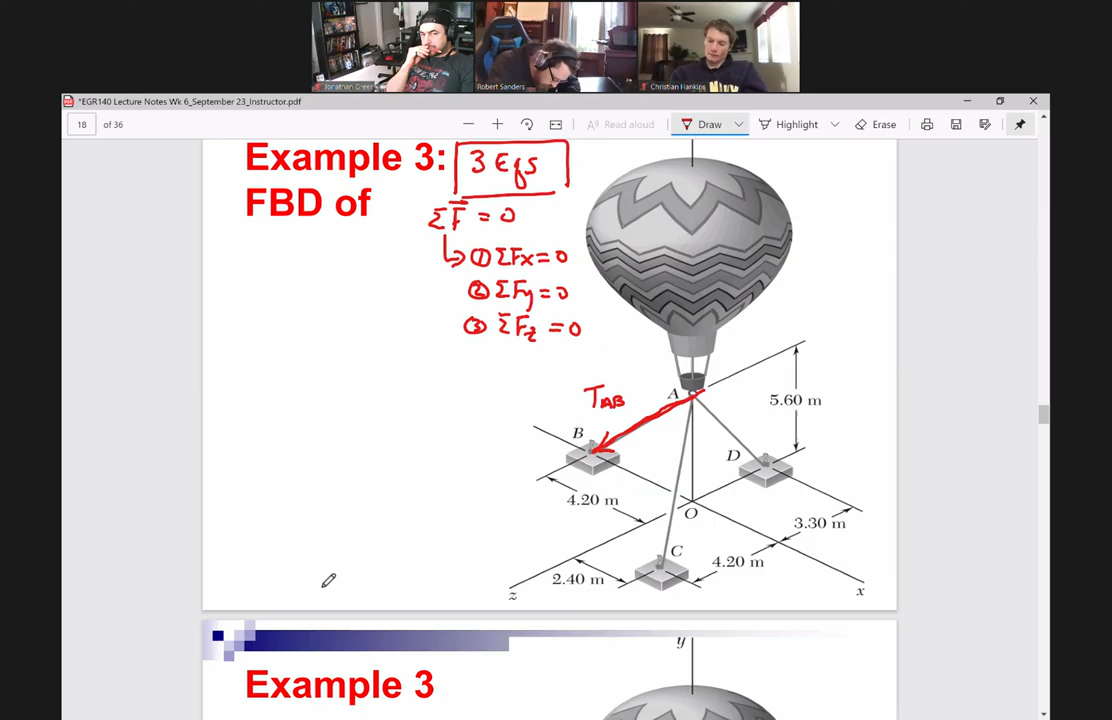 Jonathan Greer
Robert Sanders
Christian Hankins
*EGR140 Lecture Notes Wk 6_September 23_Instructor.pdf
18 of 36
Read aloud
Draw
Highlight
Erase
Example 3:
FBD of
3 Eqs
ΣF̅ = 0
① ΣFx = 0
② ΣFy = 0
③ ΣFz = 0
TAB
A
5.60 m
B
D
4.20 m
O
3.30 m
C
4.20 m
2.40 m
z
x
y
Example 3